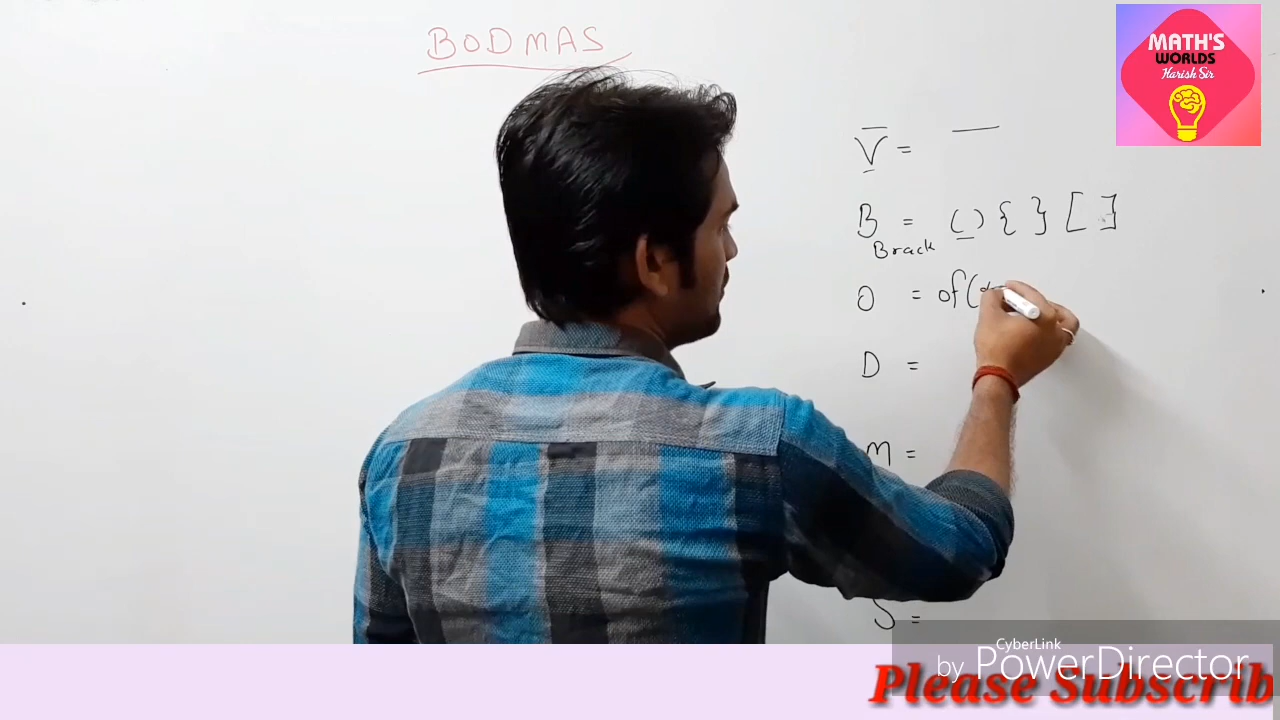 BODMAS
MATH'S
WORLDS
Harish Sir
V =
B = ( ) { } [ ]
Brack
O = of (
D =
M =
S =
CyberLink
by PowerDirector
Please Subscrib